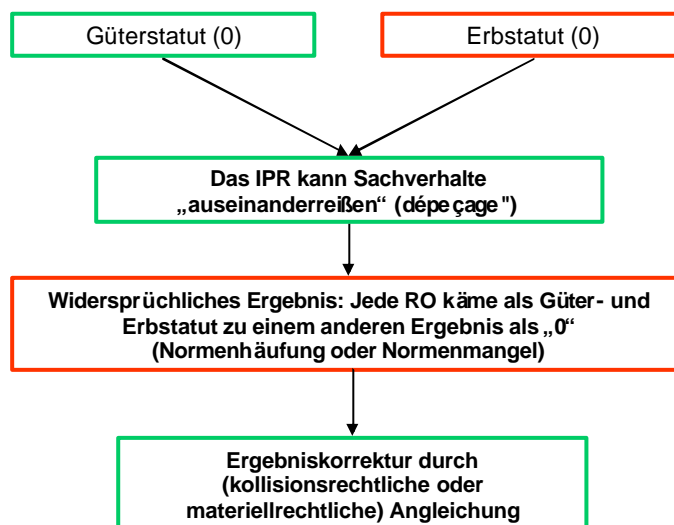 Güterstatut (0)
Erbstatut (0)
Das IPR kann Sachverhalte
„auseinanderreißen“ (dépeçage")
Widersprüchliches Ergebnis: Jede RO käme als Güter- und
Erbstatut zu einem anderen Ergebnis als „0“
(Normenhäufung oder Normenmangel)
Ergebniskorrektur durch
(kollisionsrechtliche oder
materiellrechtliche) Angleichung